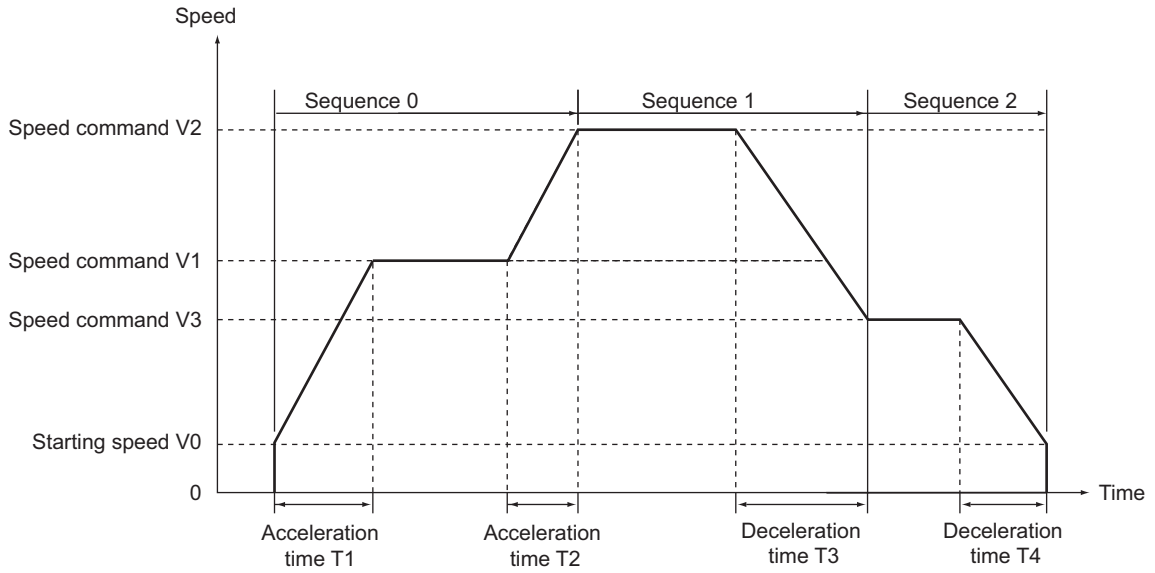 Speed
Sequence 0
Sequence 1
Sequence 2
Speed command V2
Speed command V1
Speed command V3
Starting speed V0
0
Time
Acceleration
time T1
Acceleration
time T2
Deceleration
time T3
Deceleration
time T4